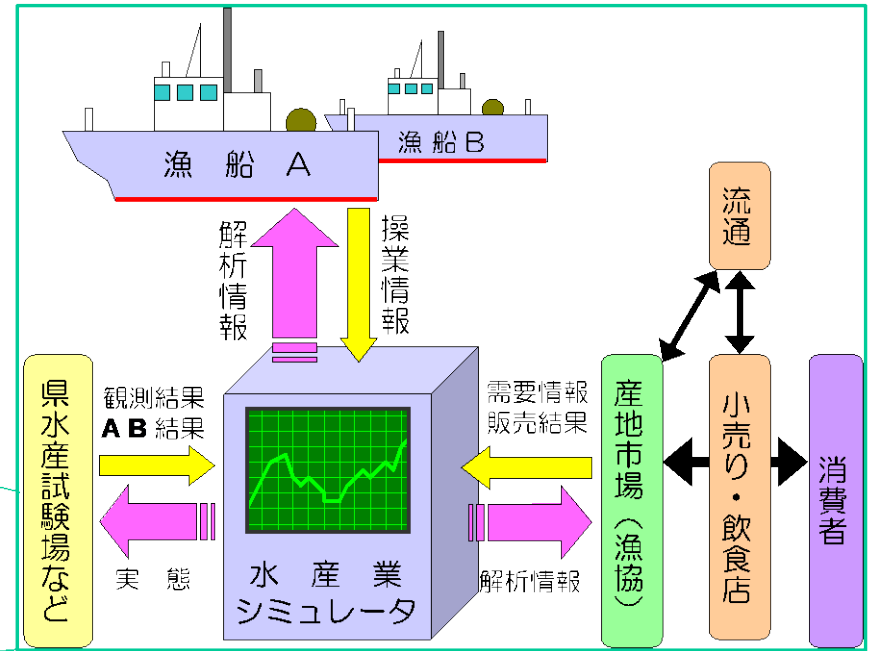 漁船A
漁船B
解析情報
操業情報
流通
県水産試験場など
観測結果
AB結果
実態
水産業
シミュレータ
需要情報
販売結果
解析情報
産地市場（漁協）
小売り・飲食店
消費者